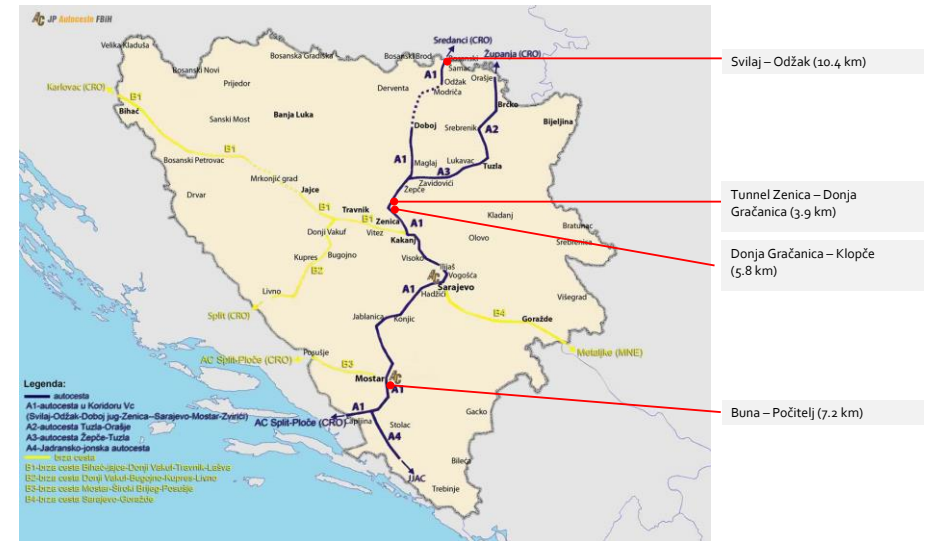 JP Autoceste FBiH
Sredanci (CRO)
Županja (CRO)
Velika Kladuša
Bosanska Gradiška
Bosanski Brod
Bosanski
Šamac
Orašje
Bosanski Novi
Prijedor
Derventa
A1
Odžak
Modriča
Karlovac (CRO)
B1
Bihać
Sanski Most
Banja Luka
Doboj
Srebrenik
A2
Brčko
Bijeljina
B1
Bosanski Petrovac
A1
Maglaj
Lukavac
A3
Tuzla
Zavidovići
Žepče
Mrkonjić grad
Drvar
Jajce
B1
Travnik
Zenica
B1
A1
Kladanj
Bratunac
Donji Vakuf
Vitez
Kakanj
Olovo
Srebrenica
Kupres
Bugojno
B2
Visoko
Ilijaš
Vogošća
Livno
Sarajevo
A1
Hadžići
Višegrad
Split (CRO)
Jablanica
Konjic
B4
Goražde
Metaljke (MNE)
AC Split-Ploče (CRO)
Posušje
B3
Mostar
A1
A1
AC Split-Ploče (CRO)
Čapljina
Stolac
Gacko
A4
Bileća
JJAC
Trebinje
Legenda:
autocesta
A1-autocesta u Koridoru Vc
(Svilaj-Odžak-Doboj jug-Zenica--Sarajevo-Mostar-Zvirići)
A2-autocesta Tuzla-Orašje
A3-autocesta Žepče-Tuzla
A4-Jadransko-jonska autocesta
brza cesta
B1-brza cesta Bihać-jajce-Donji Vakuf-Travnik-Lašva
B2-brza cesta Donji Vakuf-Bugojno-Kupres-Livno
B3-brza cesta Mostar-Široki Brijeg-Posušje
B4-brza cesta Sarajevo-Goražde
Svilaj – Odžak (10.4 km)
Tunnel Zenica – Donja
Gračanica (3.9 km)
Donja Gračanica – Klopče
(5.8 km)
Buna – Počitelj (7.2 km)